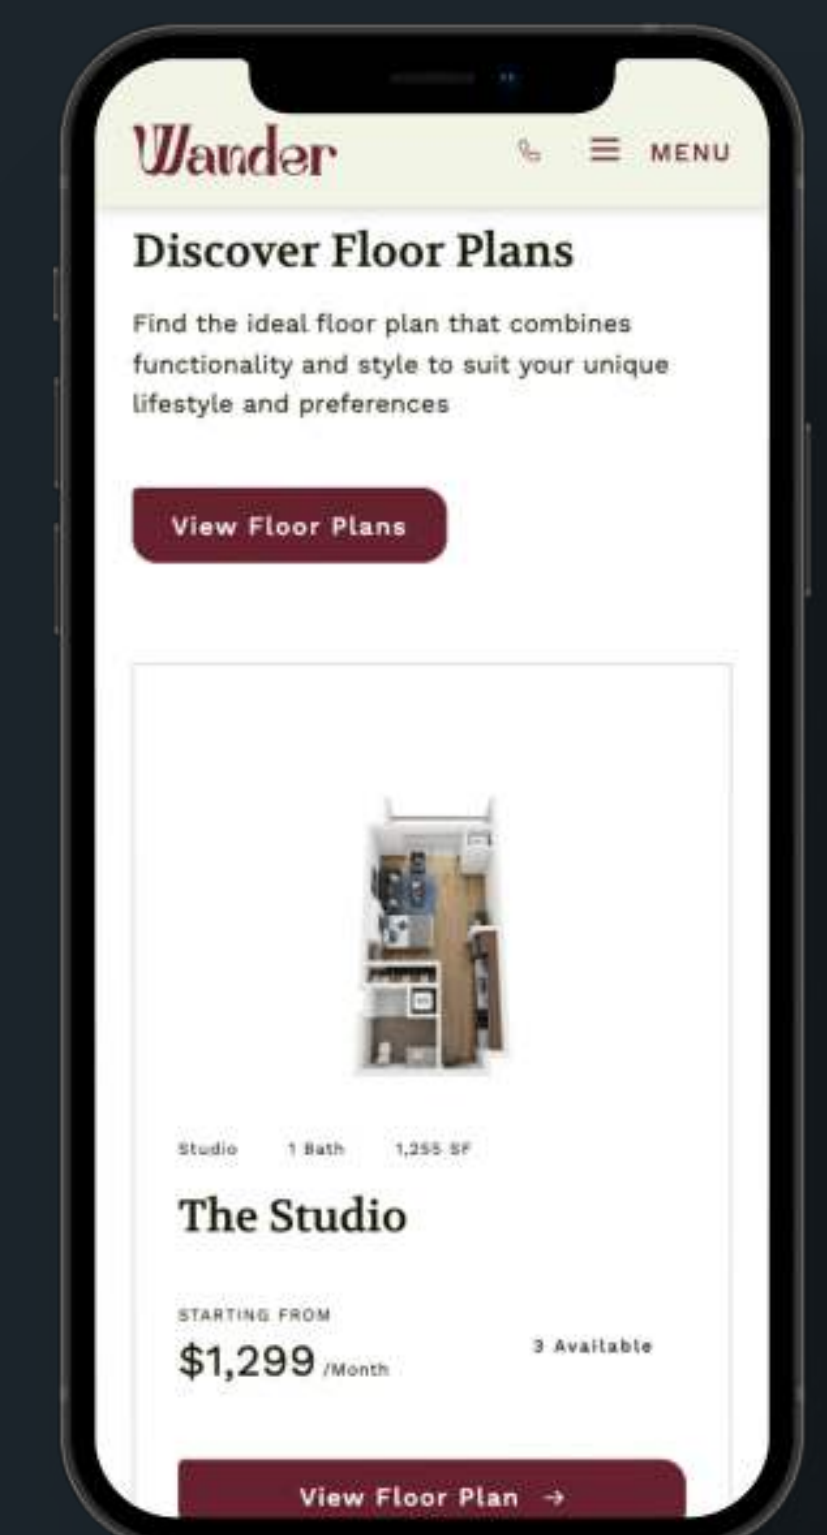 Wander
MENU
Discover Floor Plans
Find the ideal floor plan that combines
functionality and style to suit your unique
lifestyle and preferences
View Floor Plans
Studio 1 Bath 1,255 SF
The Studio
STARTING FROM
$1,299 /Month
3 Available
View Floor Plan →